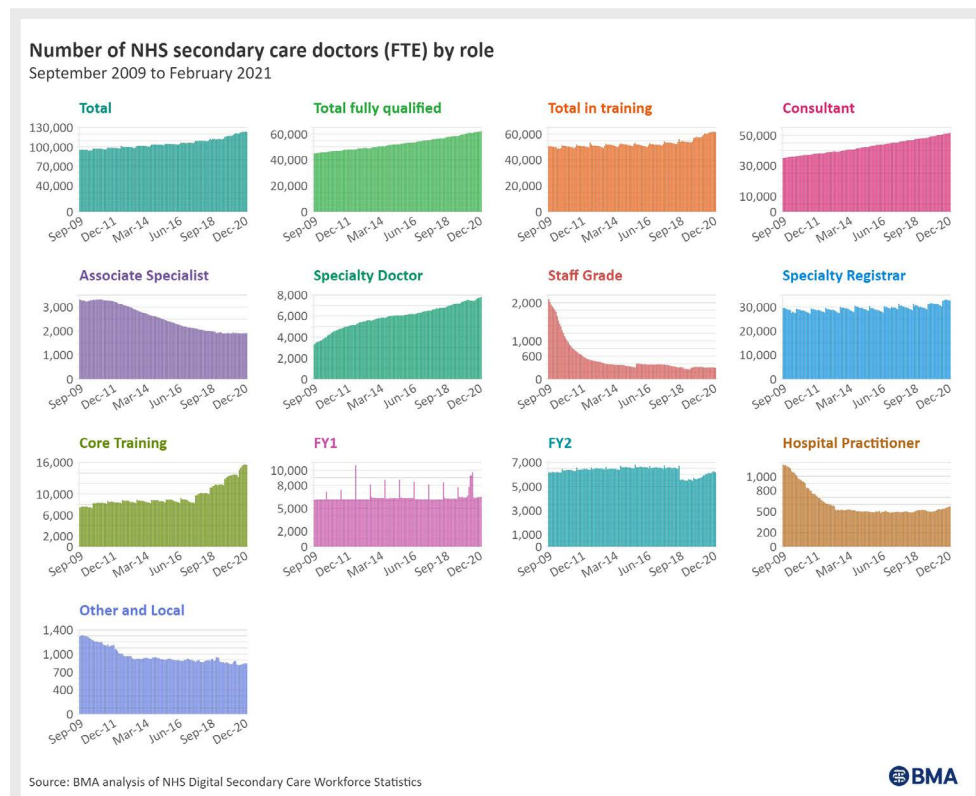 Number of NHS secondary care doctors (FTE) by role
September 2009 to February 2021
Total
130,000
100,000
70,000
40,000
0
Sep-09 Dec-11 Mar-14 Jun-16 Sep-18 Dec-20
Total fully qualified
60,000
40,000
20,000
0
Sep-09 Dec-11 Mar-14 Jun-16 Sep-18 Dec-20
Total in training
60,000
40,000
20,000
0
Sep-09 Dec-11 Mar-14 Jun-16 Sep-18 Dec-20
Consultant
50,000
30,000
10,000
0
Sep-09 Dec-11 Mar-14 Jun-16 Sep-18 Dec-20
Associate Specialist
3,000
2,000
1,000
0
Sep-09 Dec-11 Mar-14 Jun-16 Sep-18 Dec-20
Specialty Doctor
8,000
6,000
4,000
2,000
0
Sep-09 Dec-11 Mar-14 Jun-16 Sep-18 Dec-20
Staff Grade
2,000
1,000
600
0
Sep-09 Dec-11 Mar-14 Jun-16 Sep-18 Dec-20
Specialty Registrar
30,000
20,000
10,000
0
Sep-09 Dec-11 Mar-14 Jun-16 Sep-18 Dec-20
Core Training
16,000
10,000
6,000
2,000
0
Sep-09 Dec-11 Mar-14 Jun-16 Sep-18 Dec-20
FY1
10,000
8,000
5,000
2,000
0
Sep-09 Dec-11 Mar-14 Jun-16 Sep-18 Dec-20
FY2
7,000
5,000
3,000
1,000
0
Sep-09 Dec-11 Mar-14 Jun-16 Sep-18 Dec-20
Hospital Practitioner
1,000
800
500
200
0
Sep-09 Dec-11 Mar-14 Jun-16 Sep-18 Dec-20
Other and Local
1,400
1,000
700
400
0
Sep-09 Dec-11 Mar-14 Jun-16 Sep-18 Dec-20
Source: BMA analysis of NHS Digital Secondary Care Workforce Statistics
BMA